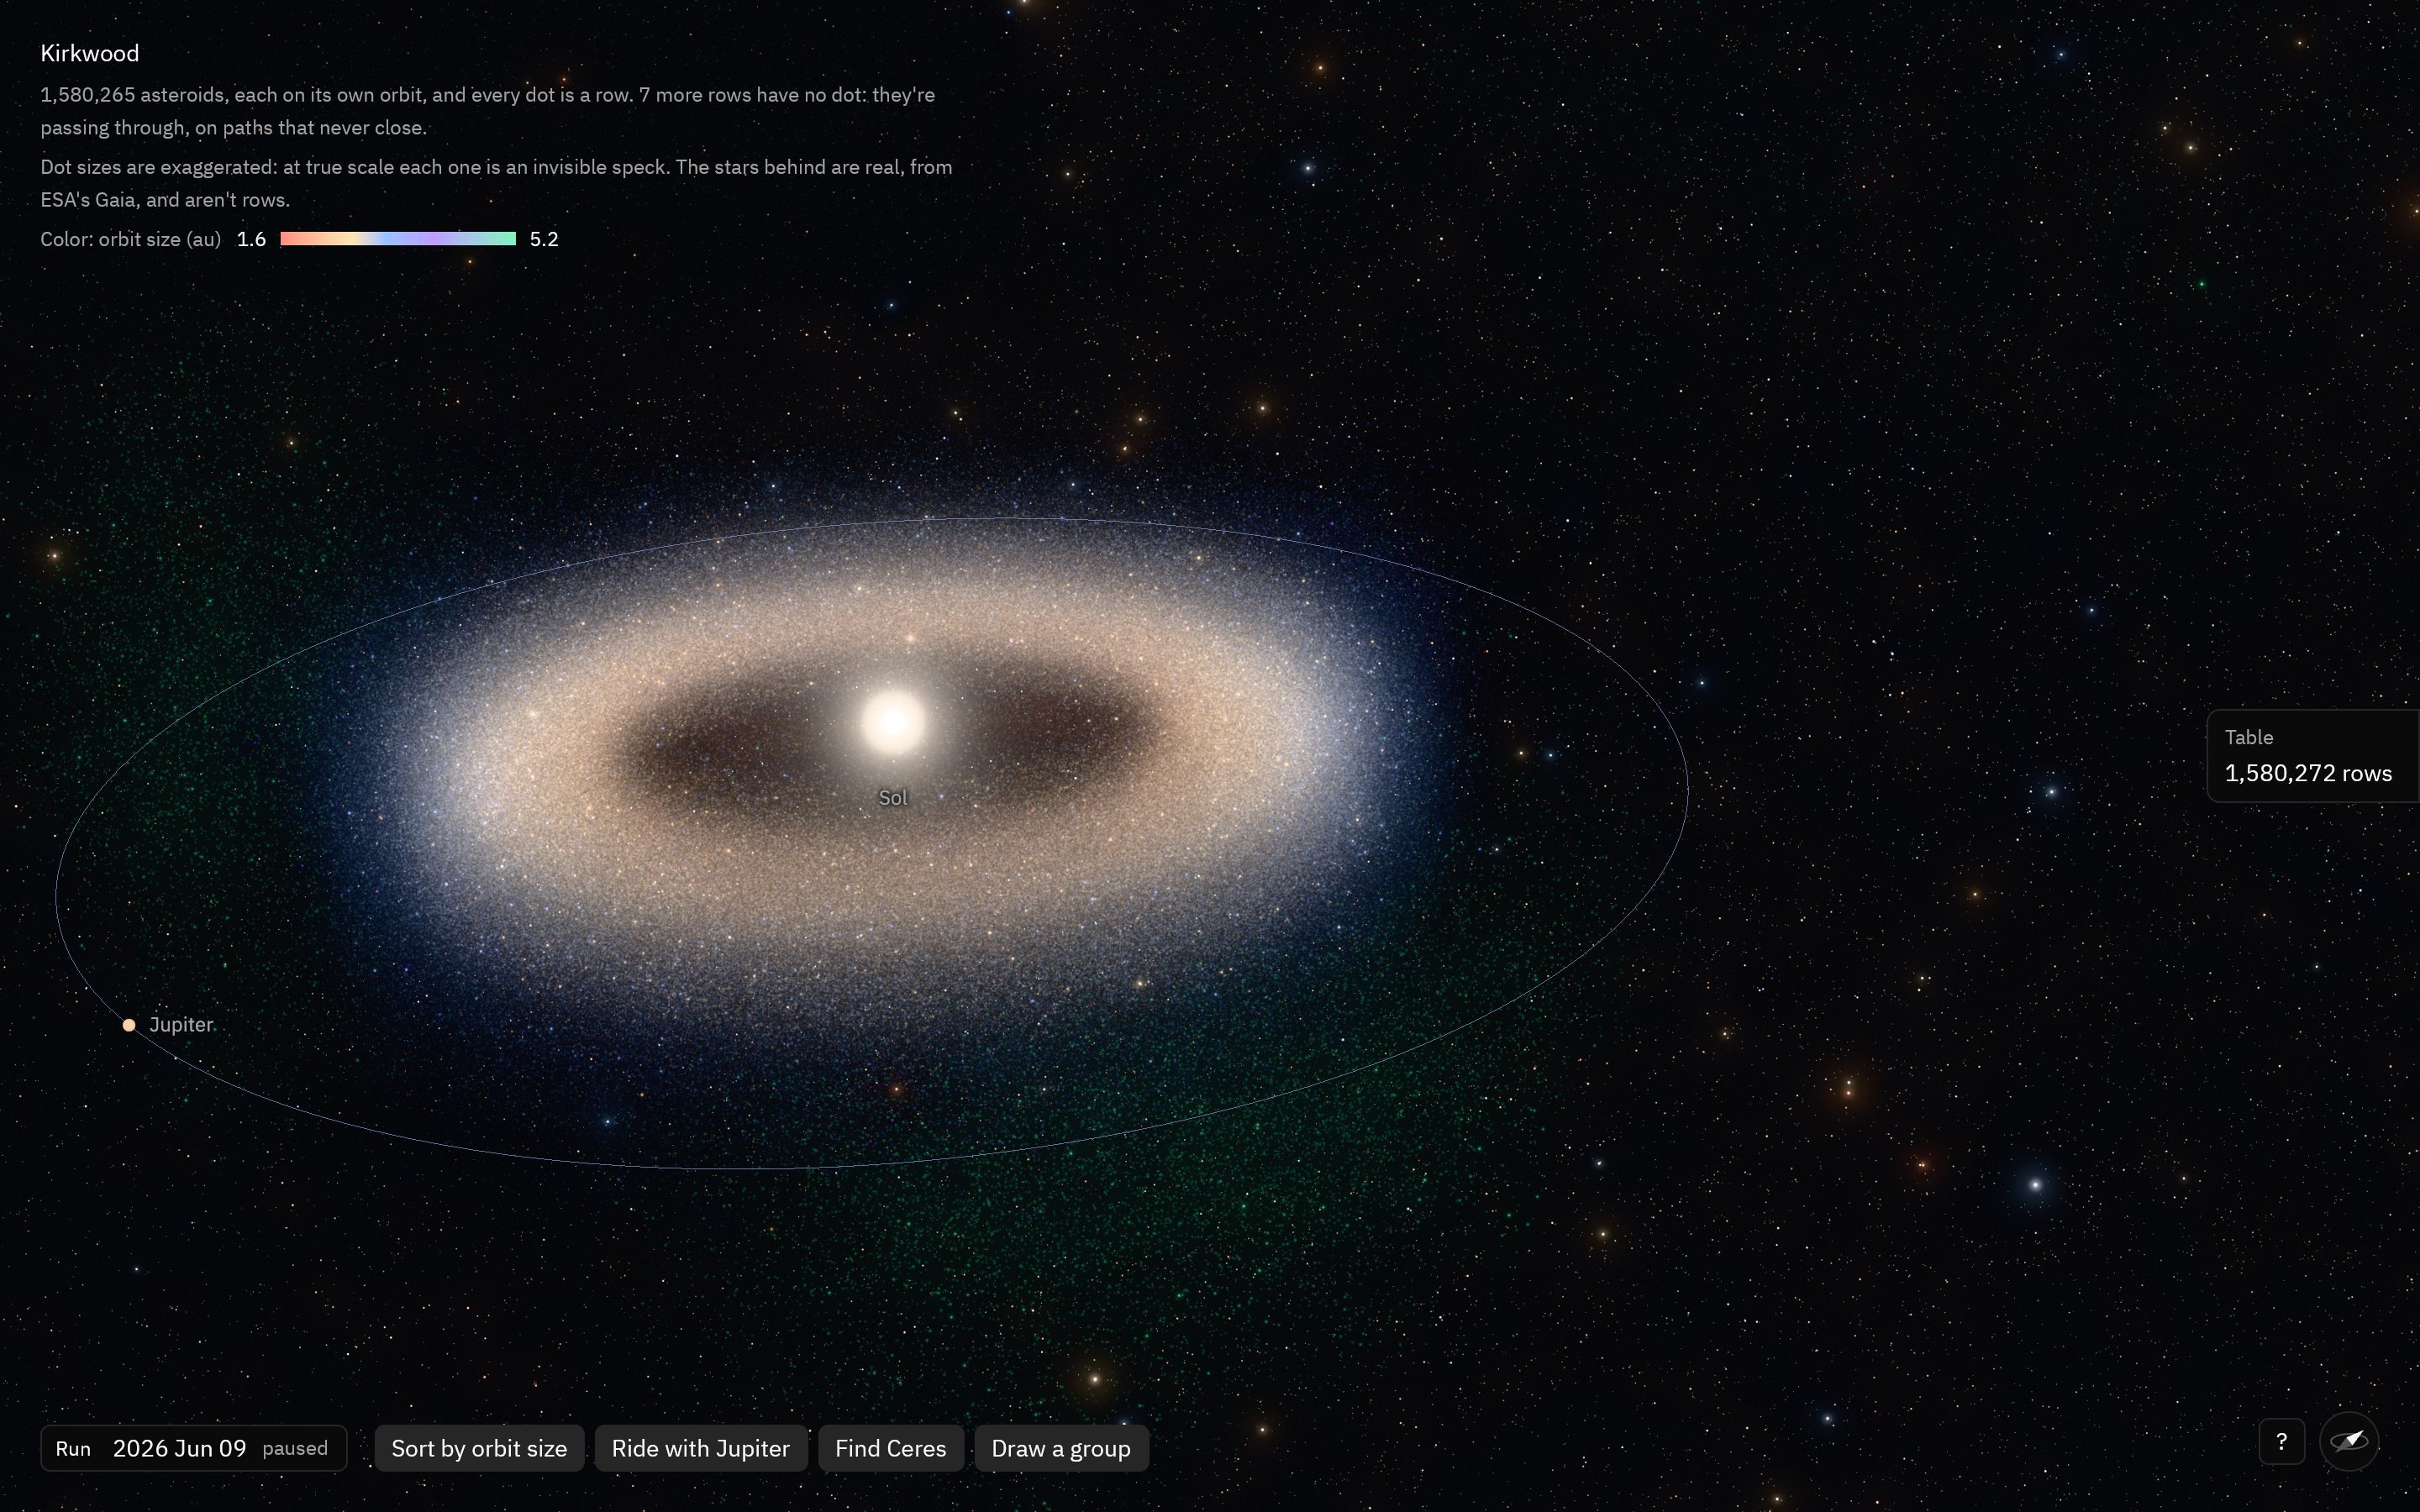 Kirkwood
1,580,265 asteroids, each on its own orbit, and every dot is a row. 7 more rows have no dot: they're
passing through, on paths that never close.
Dot sizes are exaggerated: at true scale each one is an invisible speck. The stars behind are real, from
ESA's Gaia, and aren't rows.
Color: orbit size (au) 1.6 5.2
Table
1,580,272 rows
Sol
Jupiter
Run 2026 Jun 09 paused Sort by orbit size Ride with Jupiter Find Ceres Draw a group ?